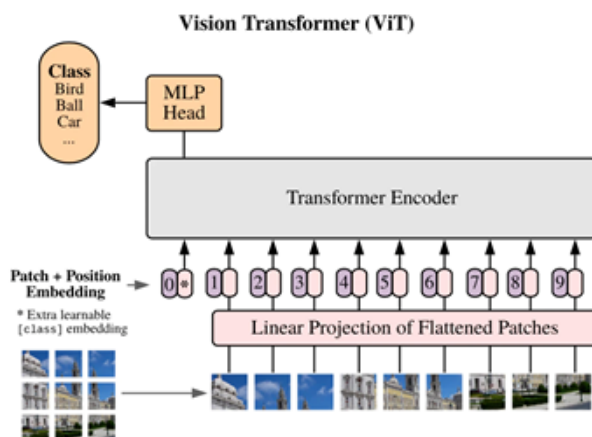 Vision Transformer (ViT)
Class
Bird
Ball
Car
...
MLP
Head
Transformer Encoder
Patch + Position
Embedding
0 * 1 2 3 4 5 6 7 8 9
* Extra learnable
[class] embedding
Linear Projection of Flattened Patches